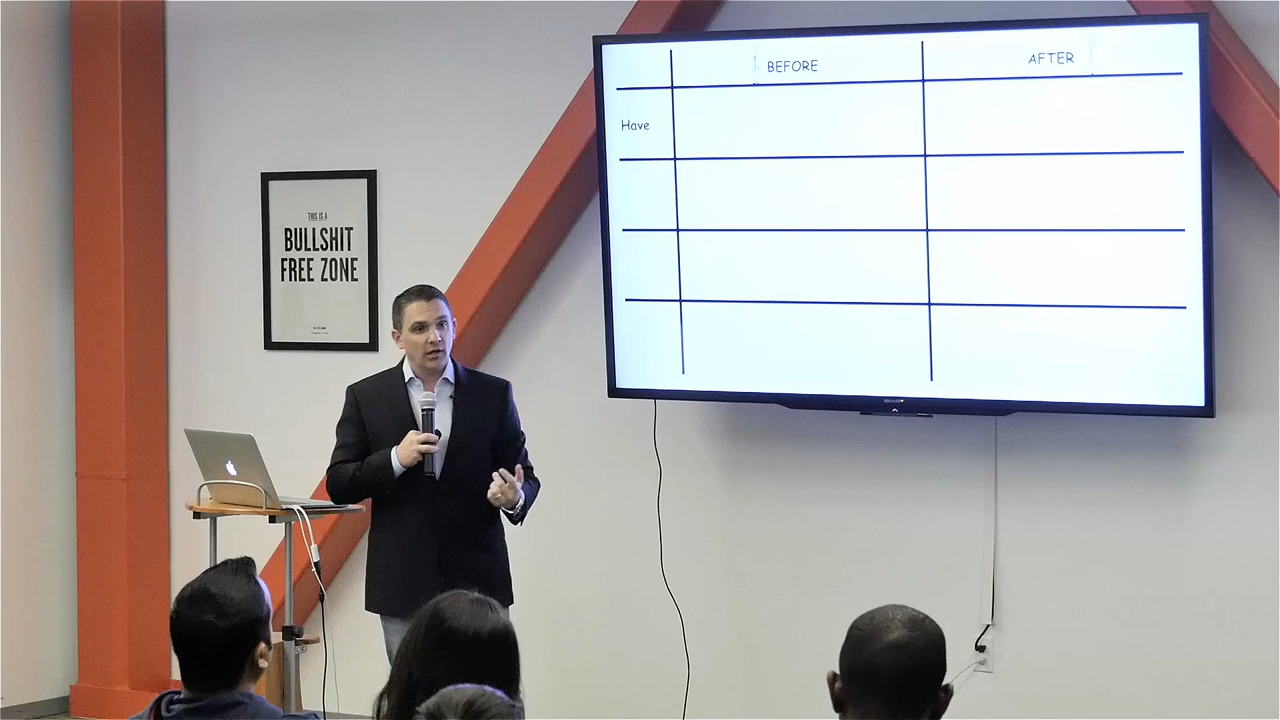 BEFORE
AFTER
Have
THIS IS A
BULLSHIT
FREE ZONE